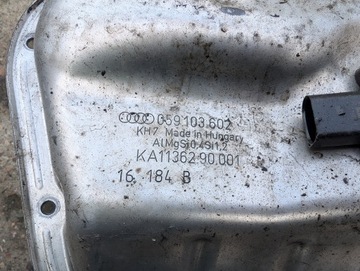 059 103 602
KH7 Made in Hungary
AlMgSi0,4Si1,2
KA11362-90.001
16 184 B